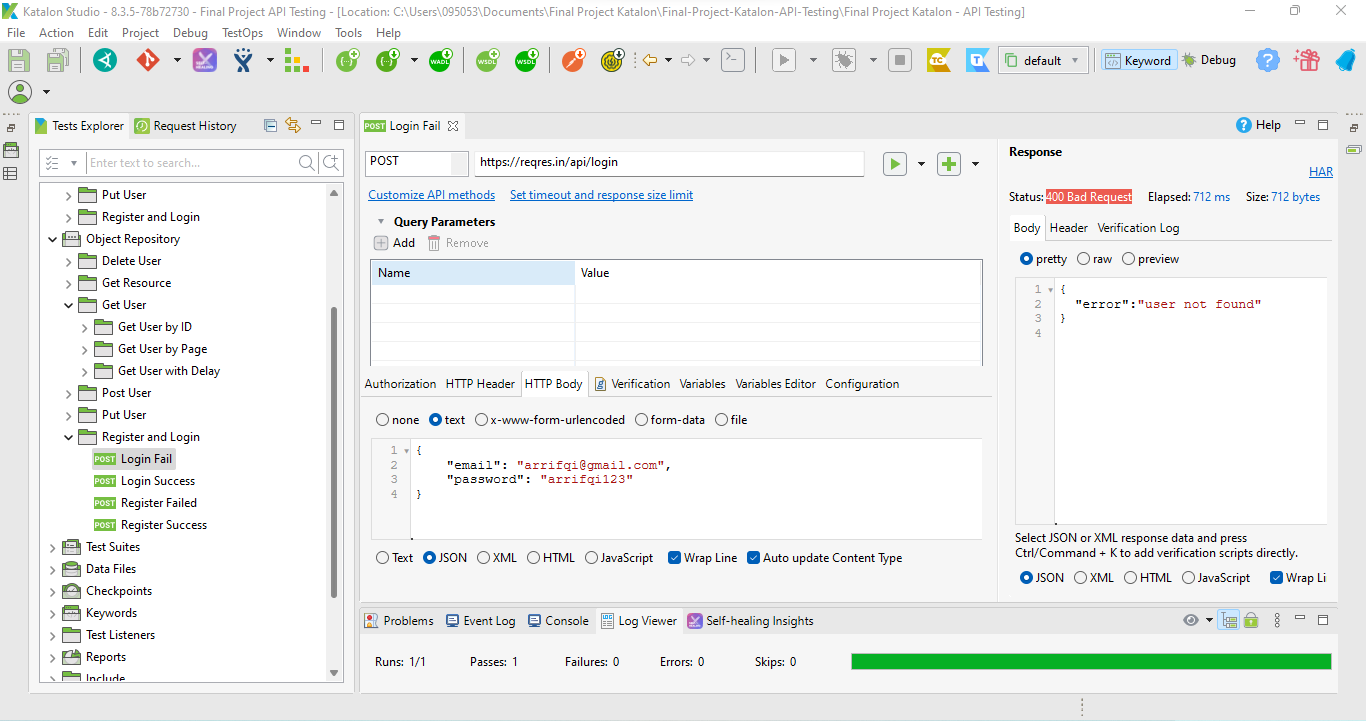 Katalon Studio - 8.3.5-78b72730 - Final Project API Testing - [Location: C:\Users\095053\Documents\Final Project Katalon\Final-Project-Katalon-API-Testing\Final Project Katalon - API Testing]
File Action Edit Project Debug TestOps Window Tools Help
WADL WSDL WSDL TC T default Keyword Debug
Tests Explorer Request History
Enter text to search...
Put User
Register and Login
Object Repository
Delete User
Get Resource
Get User
Get User by ID
Get User by Page
Get User with Delay
Post User
Put User
Register and Login
POST Login Fail
POST Login Success
POST Register Failed
POST Register Success
Test Suites
Data Files
Checkpoints
Keywords
Test Listeners
Reports
Include
POST Login Fail
Help
POST https://reqres.in/api/login
Customize API methods Set timeout and response size limit
Query Parameters
Add Remove
Name Value
Authorization HTTP Header HTTP Body Verification Variables Variables Editor Configuration
none text x-www-form-urlencoded form-data file
1 {
2 "email": "arrifqi@gmail.com",
3 "password": "arrifqi123"
4 }
Text JSON XML HTML JavaScript Wrap Line Auto update Content Type
Response
HAR
Status: 400 Bad Request Elapsed: 712 ms Size: 712 bytes
Body Header Verification Log
pretty raw preview
1 {
2 "error":"user not found"
3 }
4
Select JSON or XML response data and press
Ctrl/Command + K to add verification scripts directly.
JSON XML HTML JavaScript Wrap Li
Problems Event Log Console Log Viewer Self-healing Insights
Runs: 1/1 Passes: 1 Failures: 0 Errors: 0 Skips: 0